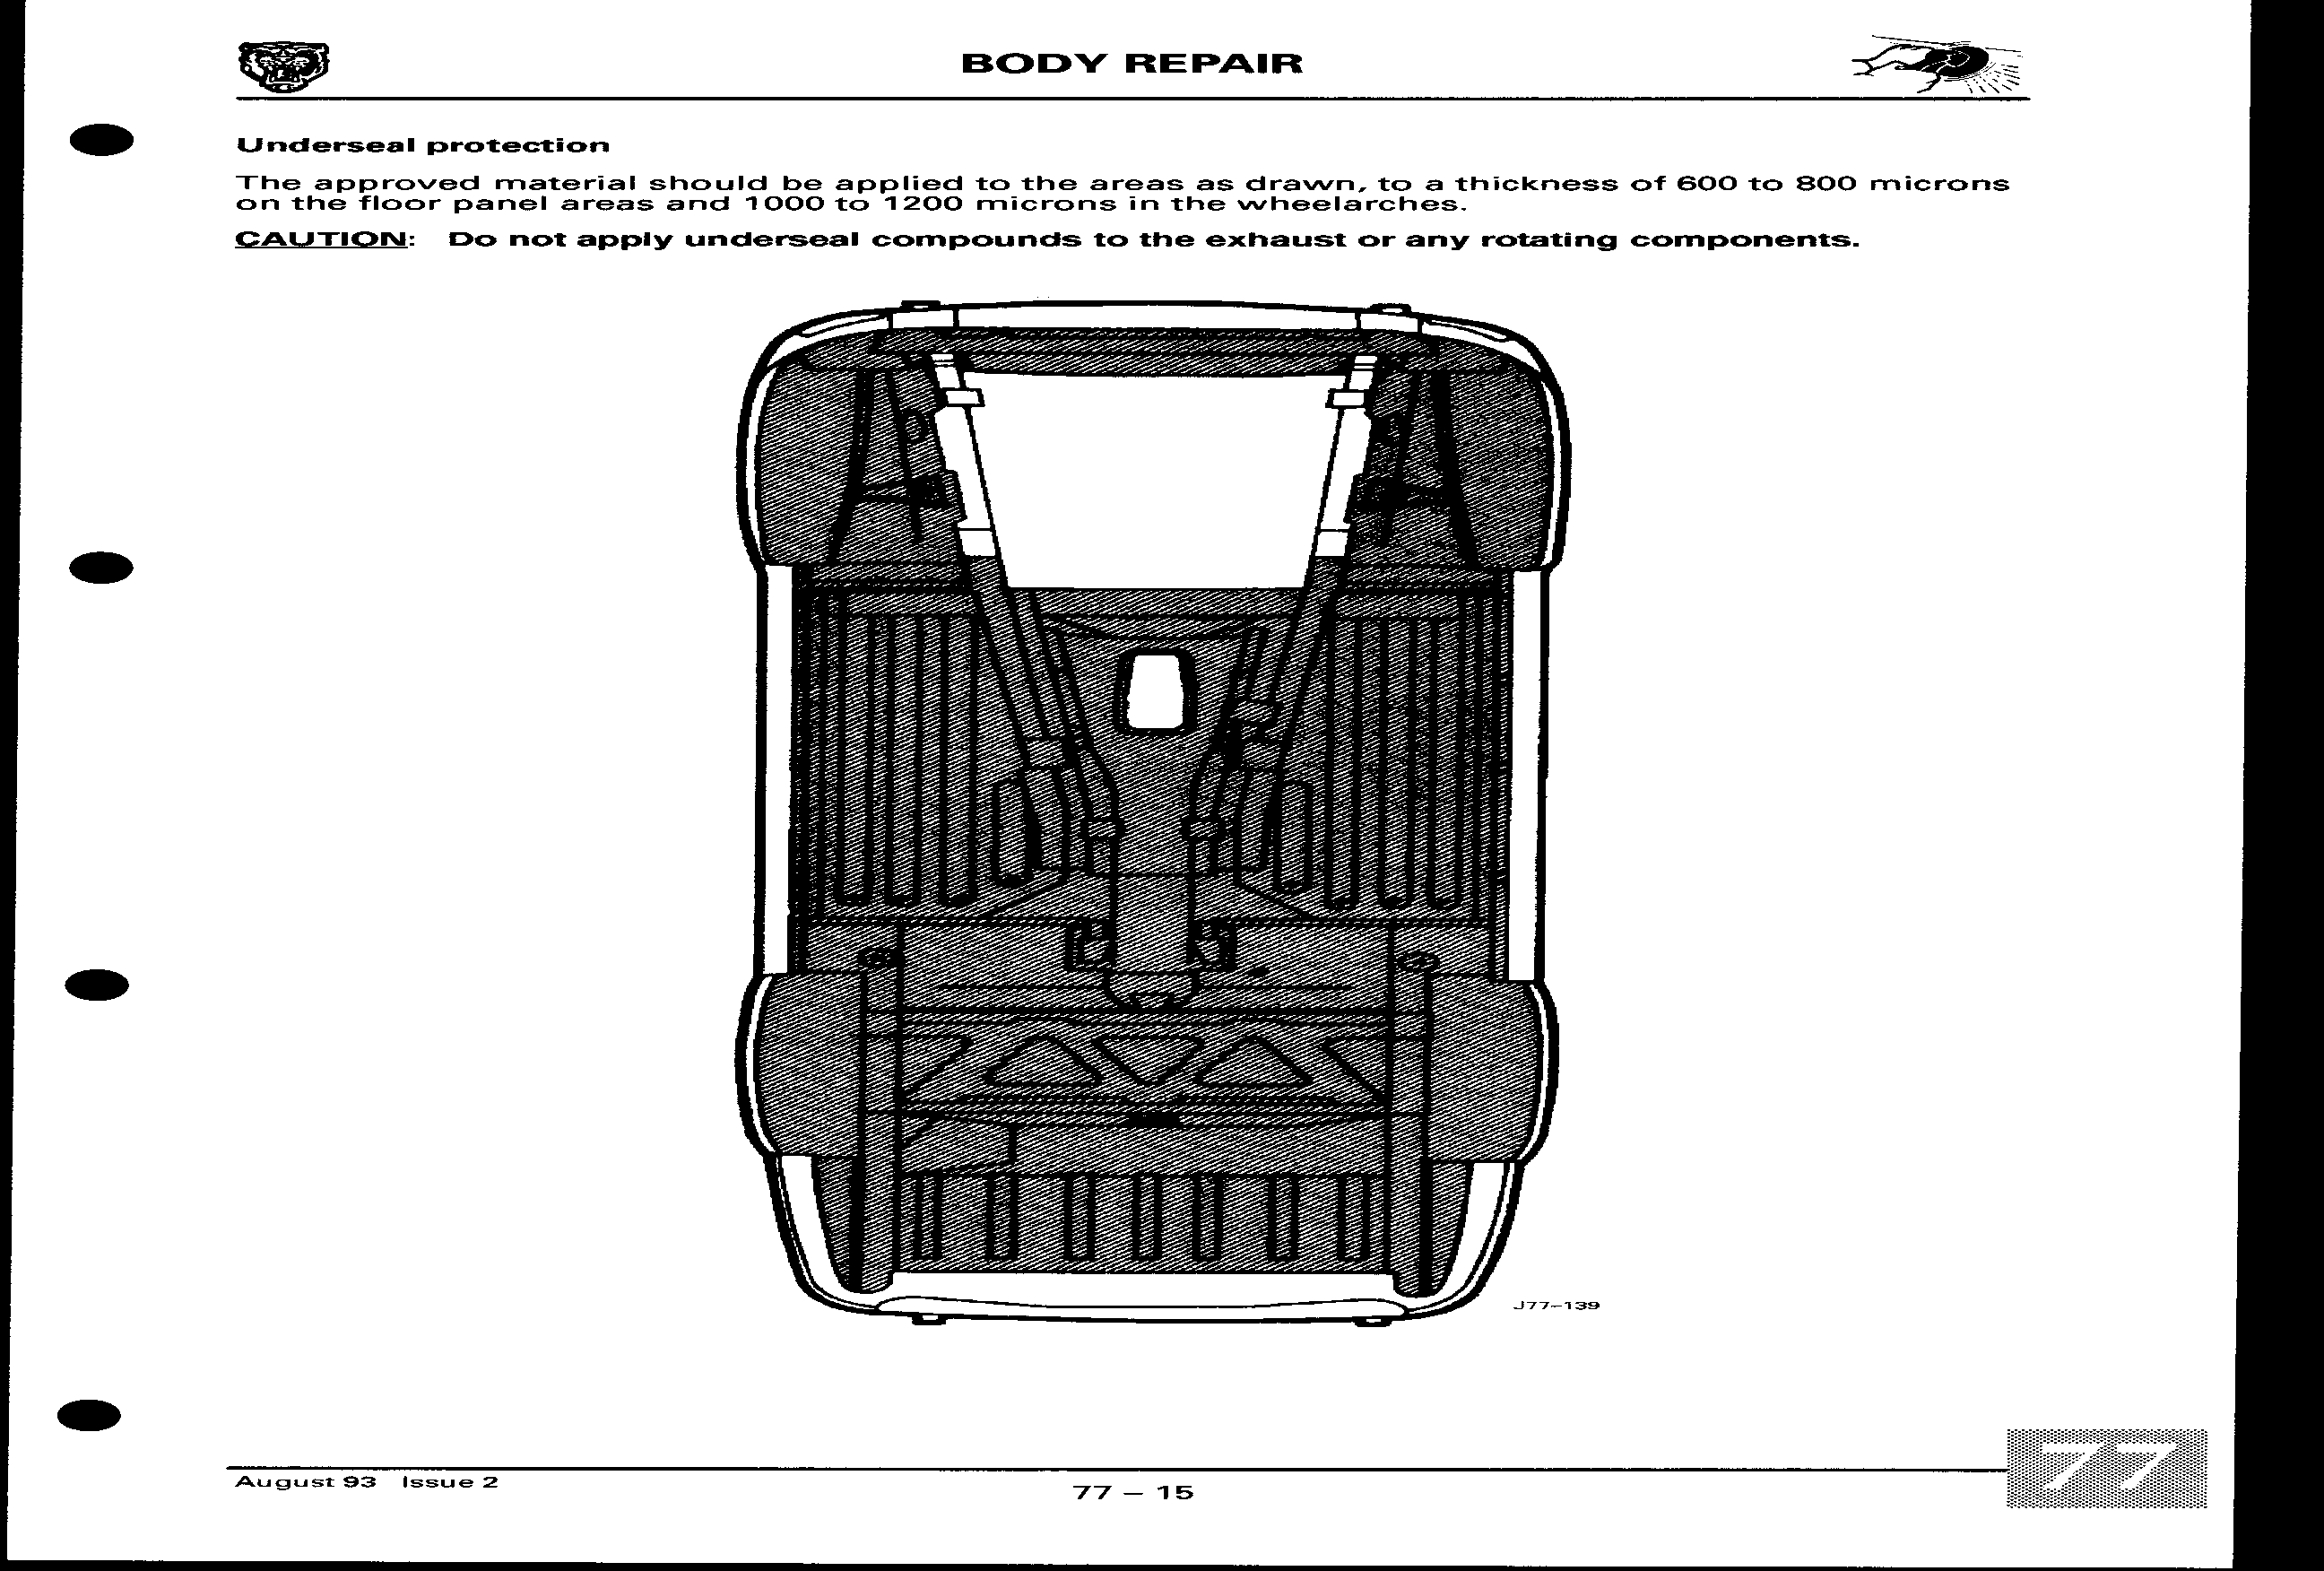 BODY REPAIR
Underseal protection
The approved material should be applied to the areas as drawn, to a thickness of 600 to 800 microns
on the floor panel areas and 1000 to 1200 microns in the wheelarches.
CAUTION: Do not apply underseal compounds to the exhaust or any rotating components.
J77–139
August 93 Issue 2
77 – 15
77